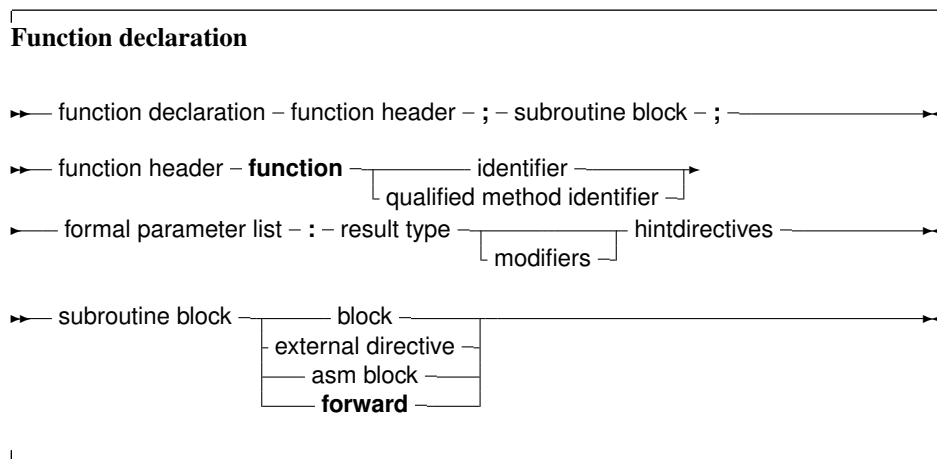 Function declaration
function declaration function header ; subroutine block ;
function header function identifier
qualified method identifier
formal parameter list : result type hintdirectives
modifiers
subroutine block block
external directive
asm block
forward